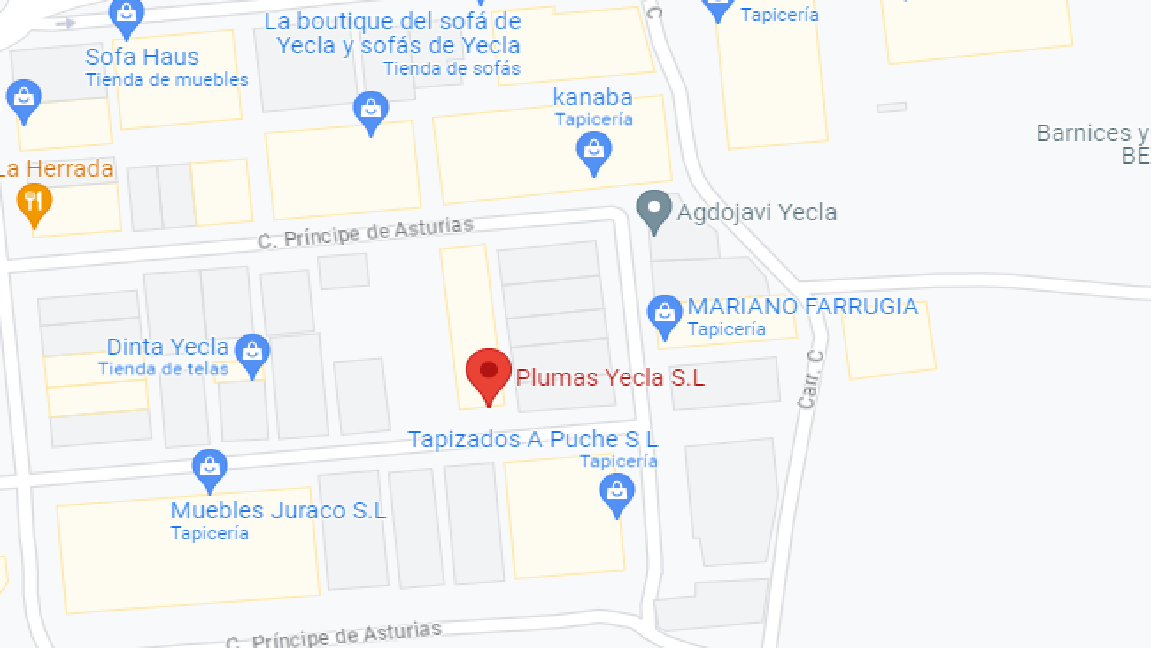 La boutique del sofá de
Yecla y sofás de Yecla
Tienda de sofás
Tapicería
C
Sofa Haus
Tienda de muebles
kanaba
Tapicería
Barnices y
BE
La Herrada
Agdojavi Yecla
C. Príncipe de Asturias
MARIANO FARRUGIA
Tapicería
Dinta Yecla
Tienda de telas
Plumas Yecla S.L
Carr. C
Tapizados A Puche S L
Tapicería
Muebles Juraco S.L
Tapicería
C. Príncipe de Asturias